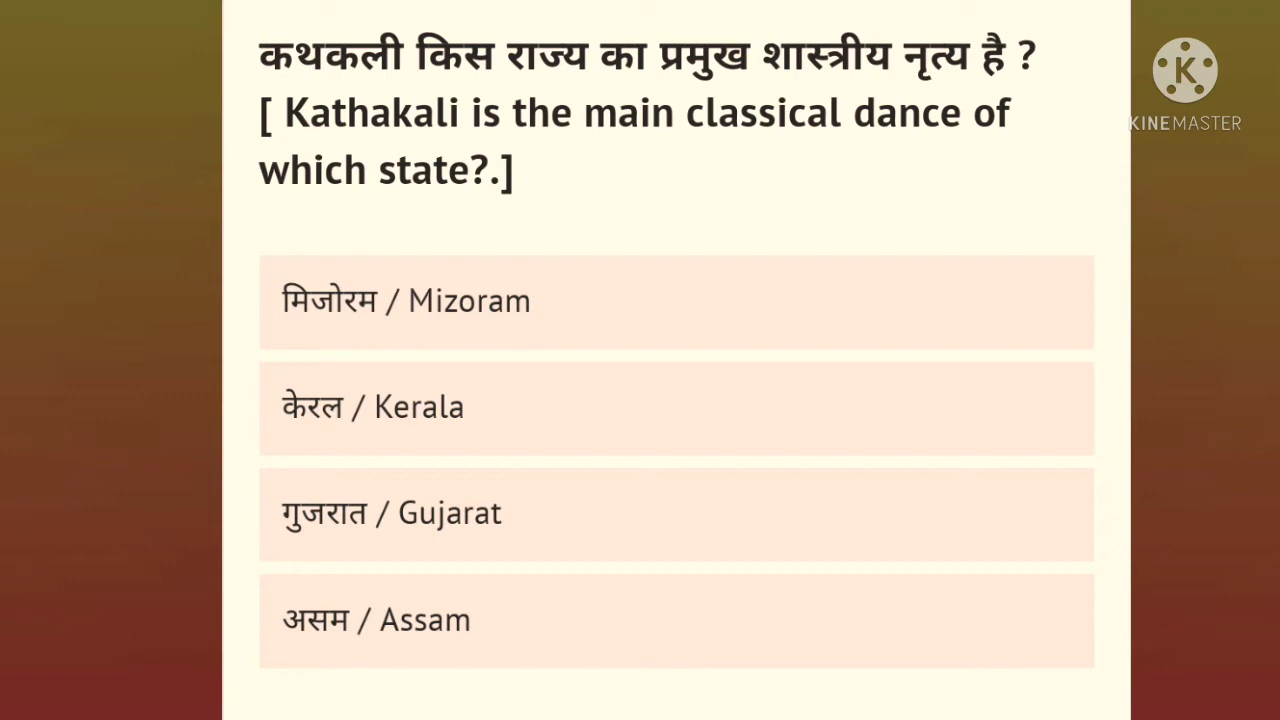 कथकली किस राज्य का प्रमुख शास्त्रीय नृत्य है ?
[ Kathakali is the main classical dance of
which state?.]
मिजोरम / Mizoram
केरल / Kerala
गुजरात / Gujarat
असम / Assam
K
KINEMASTER